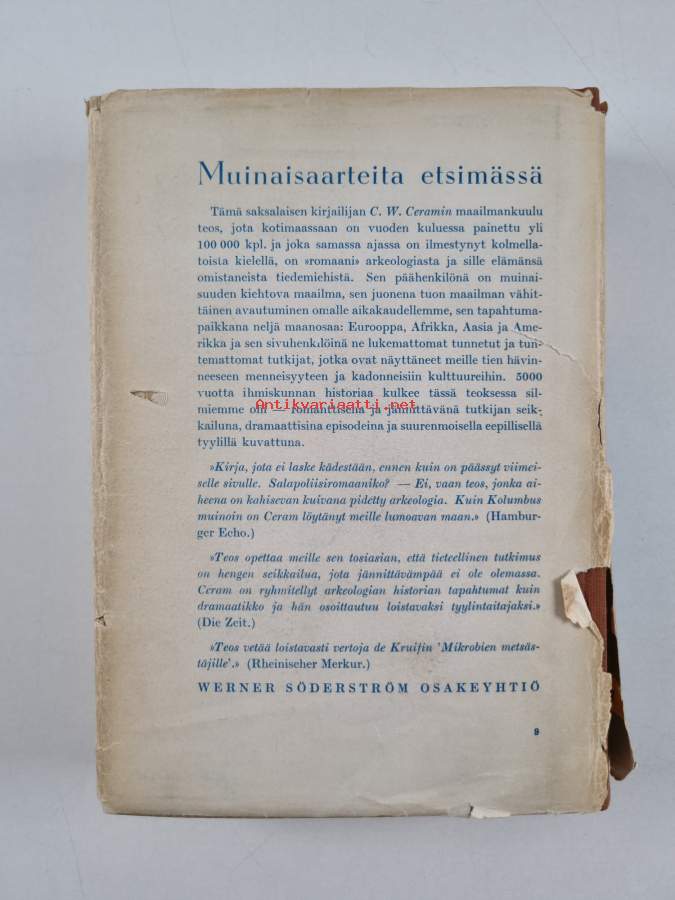 Muinaisaarteita etsimässä
Tämä saksalaisen kirjailijan C. W. Ceramin maailmankuulu
teos, jota kotimaassaan on vuoden kuluessa painettu yli
100 000 kpl. ja joka samassa ajassa on ilmestynyt kolmella-
toista kielellä, on »romaani» arkeologiasta ja sille elämänsä
omistaneista tiedemiehistä. Sen päähenkilönä on muinai-
suuden kiehtova maailma, sen juonena tuon maailman vähit-
täinen avautuminen omalle aikakaudellemme, sen tapahtuma-
paikkana neljä maanosaa: Eurooppa, Afrikka, Aasia ja Ame-
rikka ja sen sivuhenkilöinä ne lukemattomat tunnetut ja tun-
temattomat tutkijat, jotka ovat näyttäneet meille tien hävin-
neeseen menneisyyteen ja kadonneisiin kulttuureihin. 5000
vuotta ihmiskunnan historiaa kulkee tässä teoksessa sil-
Antikvariaatti.net
miemme ohi — romanttisena ja jännittävänä tutkijan seik-
kailuna, dramaattisina episodeina ja suurenmoisella eepillisellä
tyylillä kuvattuna.
»Kirja, jota ei laske kädestään, ennen kuin on päässyt viimei-
selle sivulle. Salapoliisiromaaniko? — Ei, vaan teos, jonka ai-
heena on kahisevan kuivana pidetty arkeologia. Kuin Kolumbus
muinoin on Ceram löytänyt meille lumoavan maan.» (Hambur-
ger Echo.)
»Teos opettaa meille sen tosiasian, että tieteellinen tutkimus
on hengen seikkailua, jota jännittävämpää ei ole olemassa.
Ceram on ryhmitellyt arkeologian historian tapahtumat kuin
dramaatikko ja hän osoittautuu loistavaksi tyylintaitajaksi.»
(Die Zeit.)
»Teos vetää loistavasti vertoja de Kruifin 'Mikrobien metsäs-
täjille'.» (Rheinischer Merkur.)
WERNER SÖDERSTRÖM OSAKEYHTIÖ
9